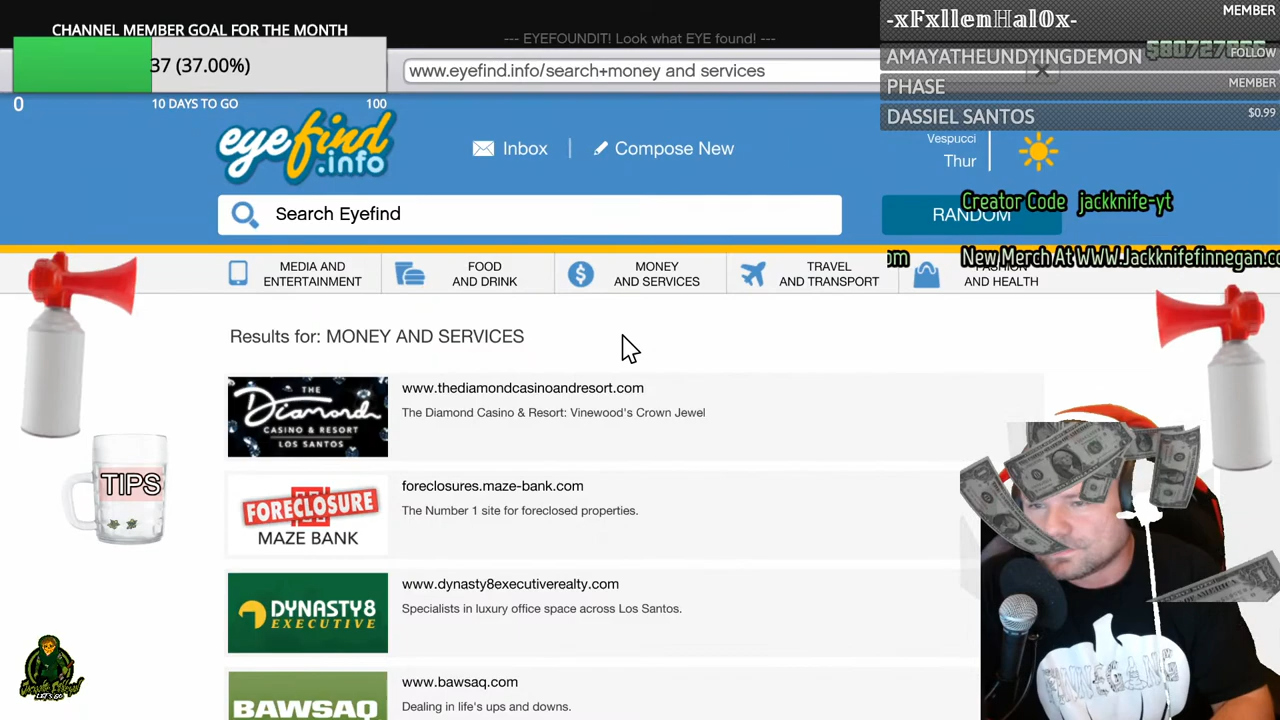 CHANNEL MEMBER GOAL FOR THE MONTH
37 (37.00%)
0
10 DAYS TO GO
100
--- EYEFOUNDIT! Look what EYE found! ---
www.eyefind.info/search+money and services
-xFxllenHal0x-
MEMBER
AMAYATHEUNDYINGDEMON
FOLLOW
PHASE
MEMBER
DASSIEL SANTOS
$0.99
eyefind
.info
Inbox
Compose New
Vespucci
Thur
Search Eyefind
RANDOM
Creator Code jackknife-yt
om
New Merch At WWW.Jackknifefinnegan.co
MEDIA AND
ENTERTAINMENT
FOOD
AND DRINK
MONEY
AND SERVICES
TRAVEL
AND TRANSPORT
AND HEALTH
Results for: MONEY AND SERVICES
THE
Diamond
CASINO & RESORT
LOS SANTOS
www.thediamondcasinoandresort.com
The Diamond Casino & Resort: Vinewood's Crown Jewel
FORECLOSURE
MAZE BANK
foreclosures.maze-bank.com
The Number 1 site for foreclosed properties.
DYNASTY8
EXECUTIVE
www.dynasty8executiverealty.com
Specialists in luxury office space across Los Santos.
BAWSAQ
www.bawsaq.com
Dealing in life's ups and downs.
TIPS
LET'S GO